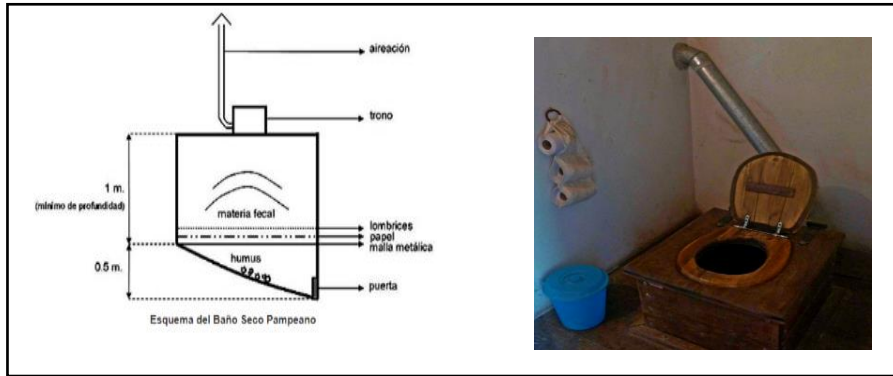 aireación
trono
1 m.
(mínimo de profundidad)
materia fecal
lombrices
papel
malla metálica
humus
0.5 m.
puerta
Esquema del Baño Seco Pampeano